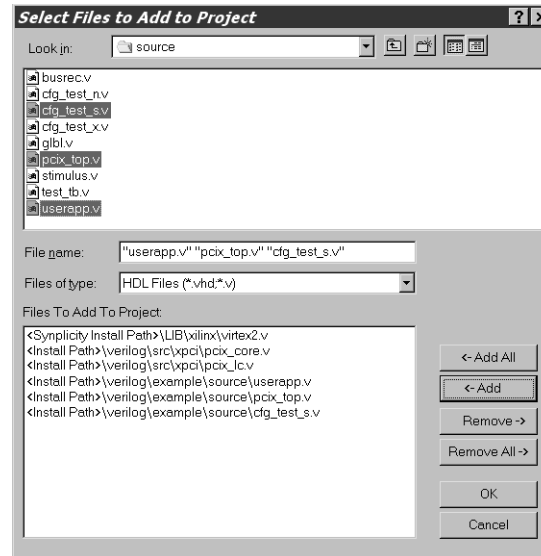 Select Files to Add to Project
Look in:
source
busrec.v
cfg_test_n.v
cfg_test_s.v
cfg_test_x.v
glbl.v
pcix_top.v
stimulus.v
test_tb.v
userapp.v
File name:
"userapp.v" "pcix_top.v" "cfg_test_s.v"
Files of type:
HDL Files (*.vhd;*.v)
Files To Add To Project:
<Synplicity Install Path>\LIB\xilinx\virtex2.v
<Install Path>\verilog\src\xpci\pcix_core.v
<Install Path>\verilog\src\xpci\pcix_lc.v
<Install Path>\verilog\example\source\userapp.v
<Install Path>\verilog\example\source\pcix_top.v
<Install Path>\verilog\example\source\cfg_test_s.v
<- Add All
<- Add
Remove ->
Remove All ->
OK
Cancel